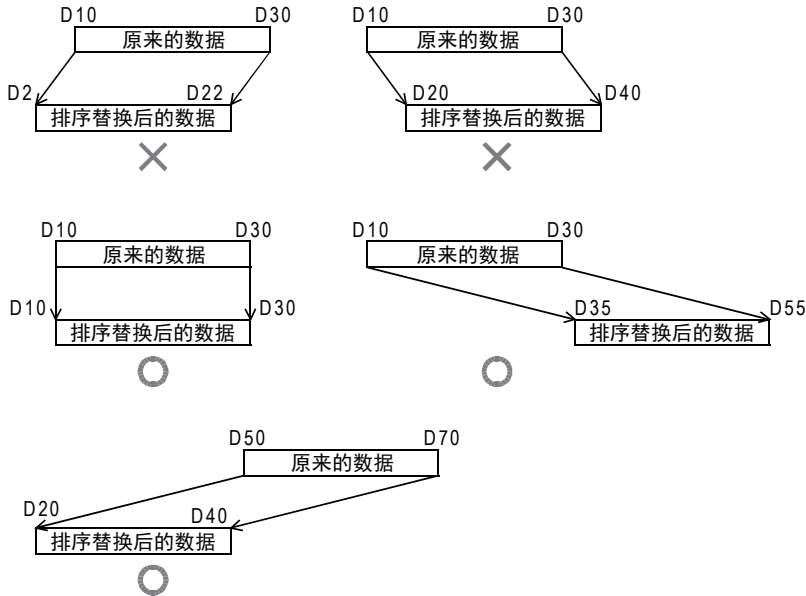 D10 D30
原来的数据
D2 D22
排序替换后的数据
D10 D30
原来的数据
D20 D40
排序替换后的数据
D10 D30
原来的数据
D10 D30
排序替换后的数据
D10 D30
原来的数据
D35 D55
排序替换后的数据
D50 D70
原来的数据
D20 D40
排序替换后的数据